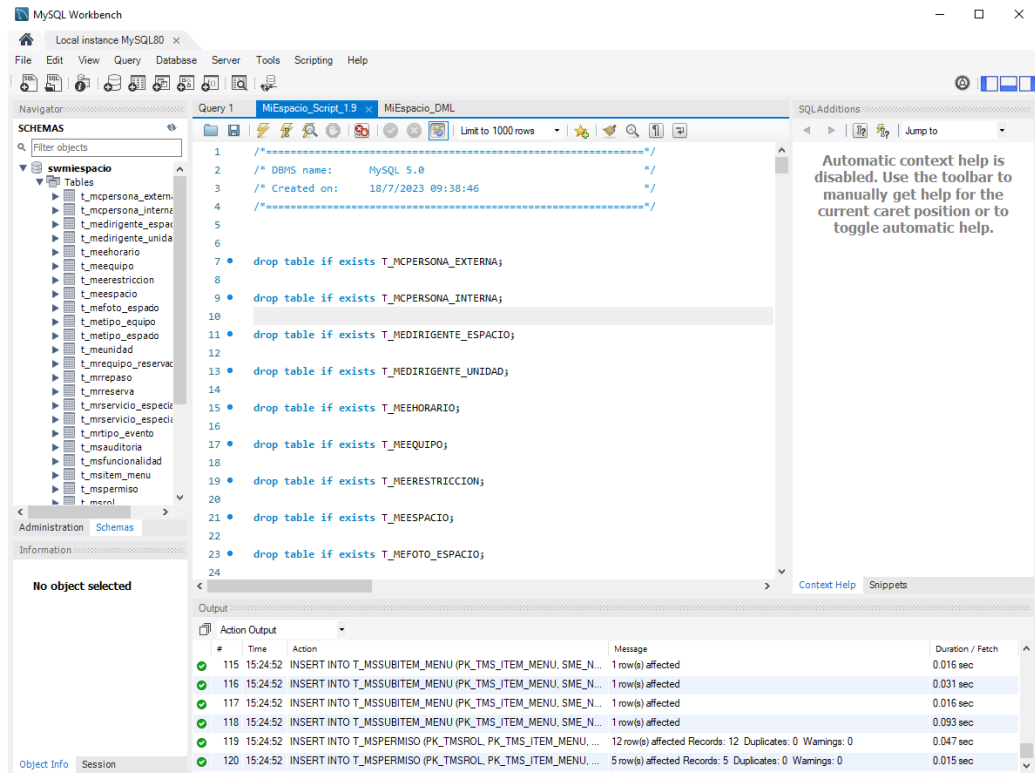 MySQL Workbench
Local instance MySQL80
File Edit View Query Database Server Tools Scripting Help
Navigator
SCHEMAS
Filter objects
swmiespacio
Tables
t_mcpersona_externa
t_mcpersona_interna
t_medirigente_espac
t_medirigente_unida
t_meehorario
t_meequipo
t_meerestriccion
t_meespacio
t_mefoto_espacio
t_metipo_equipo
t_metipo_espacio
t_meunidad
t_mrequipo_reservac
t_mrrepaso
t_mrreserva
t_mrservicio_especia
t_mrservicio_especia
t_mrtipo_evento
t_msauditoria
t_msfuncionalidad
t_msitem_menu
t_mspermiso
t_msrol
Administration Schemas
Information
No object selected
Object Info Session
Query 1 MiEspacio_Script_1.9 MiEspacio_DML
Limit to 1000 rows
1 /*==============================================================*/
2 /* DBMS name: MySQL 5.0 */
3 /* Created on: 18/7/2023 09:38:46 */
4 /*==============================================================*/
5
6
7 drop table if exists T_MCPERSONA_EXTERNA;
8
9 drop table if exists T_MCPERSONA_INTERNA;
10
11 drop table if exists T_MEDIRIGENTE_ESPACIO;
12
13 drop table if exists T_MEDIRIGENTE_UNIDAD;
14
15 drop table if exists T_MEEHORARIO;
16
17 drop table if exists T_MEEQUIPO;
18
19 drop table if exists T_MEERESTRICCION;
20
21 drop table if exists T_MEESPACIO;
22
23 drop table if exists T_MEFOTO_ESPACIO;
24
SQLAdditions
Jump to
Automatic context help is
disabled. Use the toolbar to
manually get help for the
current caret position or to
toggle automatic help.
Context Help Snippets
Output
Action Output
# Time Action Message Duration / Fetch
115 15:24:52 INSERT INTO T_MSSUBITEM_MENU (PK_TMS_ITEM_MENU, SME_N... 1 row(s) affected 0.016 sec
116 15:24:52 INSERT INTO T_MSSUBITEM_MENU (PK_TMS_ITEM_MENU, SME_N... 1 row(s) affected 0.031 sec
117 15:24:52 INSERT INTO T_MSSUBITEM_MENU (PK_TMS_ITEM_MENU, SME_N... 1 row(s) affected 0.016 sec
118 15:24:52 INSERT INTO T_MSSUBITEM_MENU (PK_TMS_ITEM_MENU, SME_N... 1 row(s) affected 0.093 sec
119 15:24:52 INSERT INTO T_MSPERMISO (PK_TMSROL, PK_TMS_ITEM_MENU, ... 12 row(s) affected Records: 12 Duplicates: 0 Warnings: 0 0.047 sec
120 15:24:52 INSERT INTO T_MSPERMISO (PK_TMSROL, PK_TMS_ITEM_MENU, ... 5 row(s) affected Records: 5 Duplicates: 0 Warnings: 0 0.015 sec